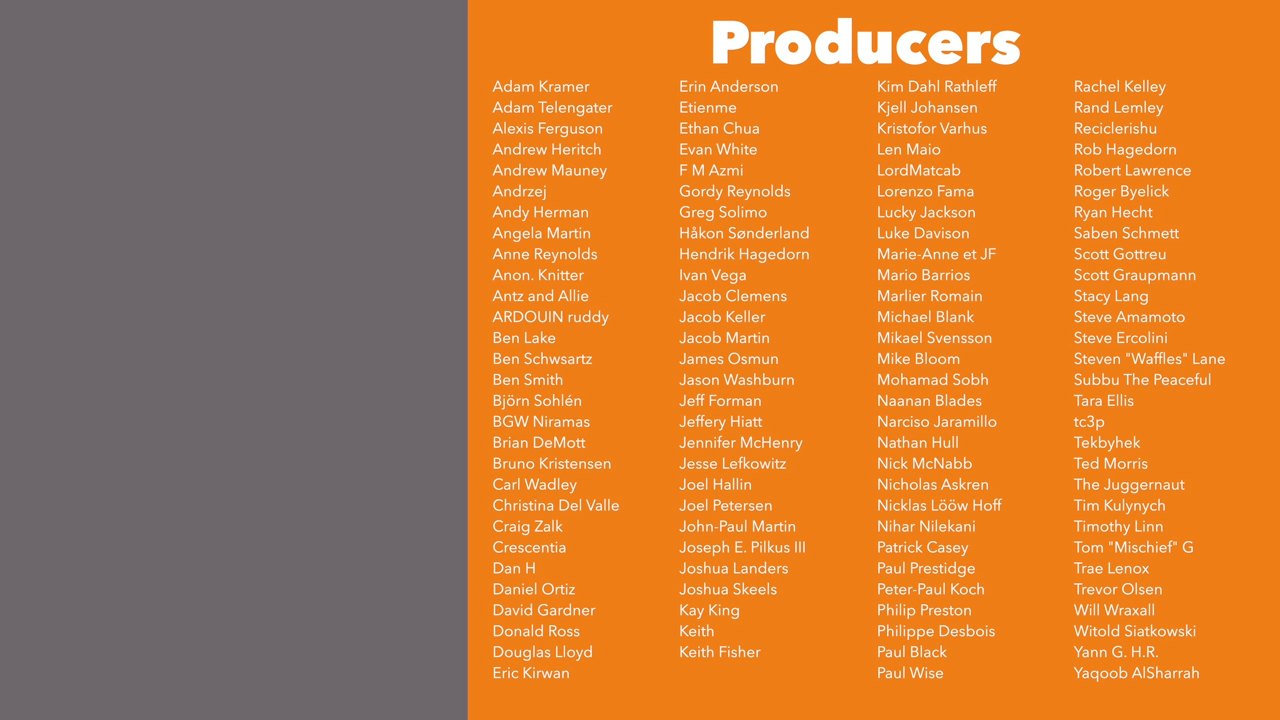 Producers
Adam Kramer
Adam Telengater
Alexis Ferguson
Andrew Heritch
Andrew Mauney
Andrzej
Andy Herman
Angela Martin
Anne Reynolds
Anon. Knitter
Antz and Allie
ARDOUIN ruddy
Ben Lake
Ben Schwsartz
Ben Smith
Björn Sohlén
BGW Niramas
Brian DeMott
Bruno Kristensen
Carl Wadley
Christina Del Valle
Craig Zalk
Crescentia
Dan H
Daniel Ortiz
David Gardner
Donald Ross
Douglas Lloyd
Eric Kirwan
Erin Anderson
Etienme
Ethan Chua
Evan White
F M Azmi
Gordy Reynolds
Greg Solimo
Håkon Sønderland
Hendrik Hagedorn
Ivan Vega
Jacob Clemens
Jacob Keller
Jacob Martin
James Osmun
Jason Washburn
Jeff Forman
Jeffery Hiatt
Jennifer McHenry
Jesse Lefkowitz
Joel Hallin
Joel Petersen
John-Paul Martin
Joseph E. Pilkus III
Joshua Landers
Joshua Skeels
Kay King
Keith
Keith Fisher
Kim Dahl Rathleff
Kjell Johansen
Kristofor Varhus
Len Maio
LordMatcab
Lorenzo Fama
Lucky Jackson
Luke Davison
Marie-Anne et JF
Mario Barrios
Marlier Romain
Michael Blank
Mikael Svensson
Mike Bloom
Mohamad Sobh
Naanan Blades
Narciso Jaramillo
Nathan Hull
Nick McNabb
Nicholas Askren
Nicklas Lööw Hoff
Nihar Nilekani
Patrick Casey
Paul Prestidge
Peter-Paul Koch
Philip Preston
Philippe Desbois
Paul Black
Paul Wise
Rachel Kelley
Rand Lemley
Reciclerishu
Rob Hagedorn
Robert Lawrence
Roger Byelick
Ryan Hecht
Saben Schmett
Scott Gottreu
Scott Graupmann
Stacy Lang
Steve Amamoto
Steve Ercolini
Steven "Waffles" Lane
Subbu The Peaceful
Tara Ellis
tc3p
Tekbyhek
Ted Morris
The Juggernaut
Tim Kulynych
Timothy Linn
Tom "Mischief" G
Trae Lenox
Trevor Olsen
Will Wraxall
Witold Siatkowski
Yann G. H.R.
Yaqoob AlSharrah